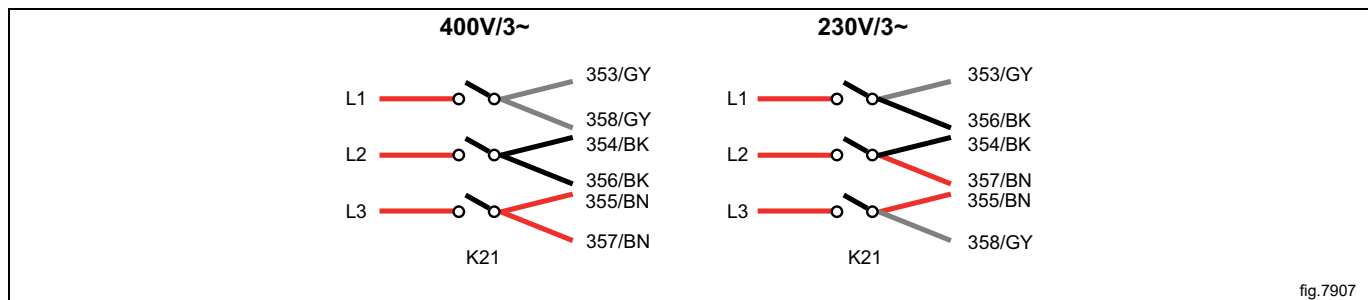 400V/3~
230V/3~
L1
353/GY
358/GY
L2
354/BK
356/BK
L3
355/BN
357/BN
K21
L1
353/GY
356/BK
L2
354/BK
357/BN
L3
355/BN
358/GY
K21
fig.7907